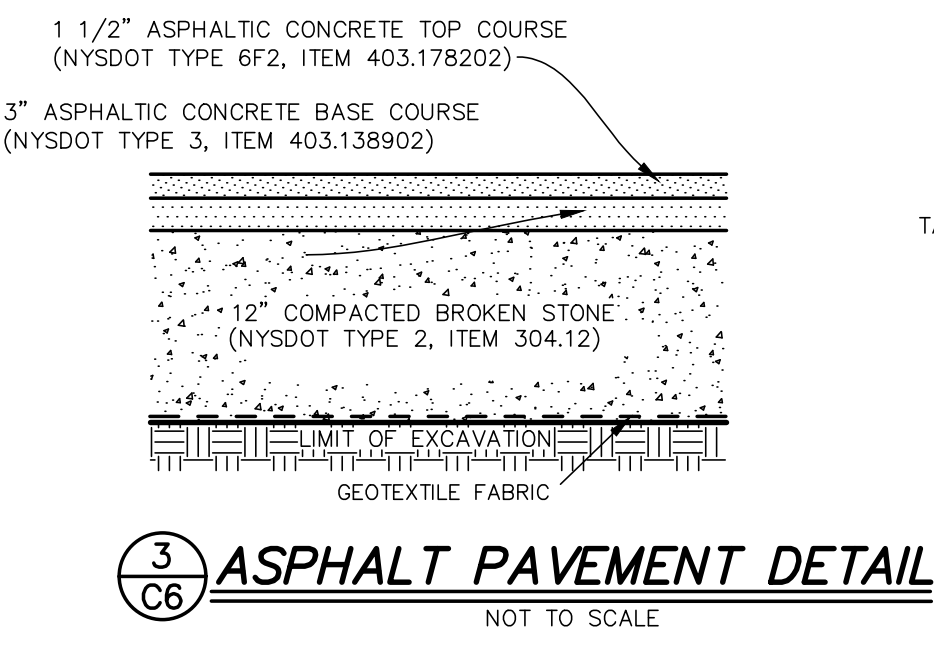 1 1/2” ASPHALTIC CONCRETE TOP COURSE
(NYSDOT TYPE 6F2, ITEM 403.178202)
3” ASPHALTIC CONCRETE BASE COURSE
(NYSDOT TYPE 3, ITEM 403.138902)
12” COMPACTED BROKEN STONE
(NYSDOT TYPE 2, ITEM 304.12)
LIMIT OF EXCAVATION
GEOTEXTILE FABRIC
3
C6
ASPHALT PAVEMENT DETAIL
NOT TO SCALE